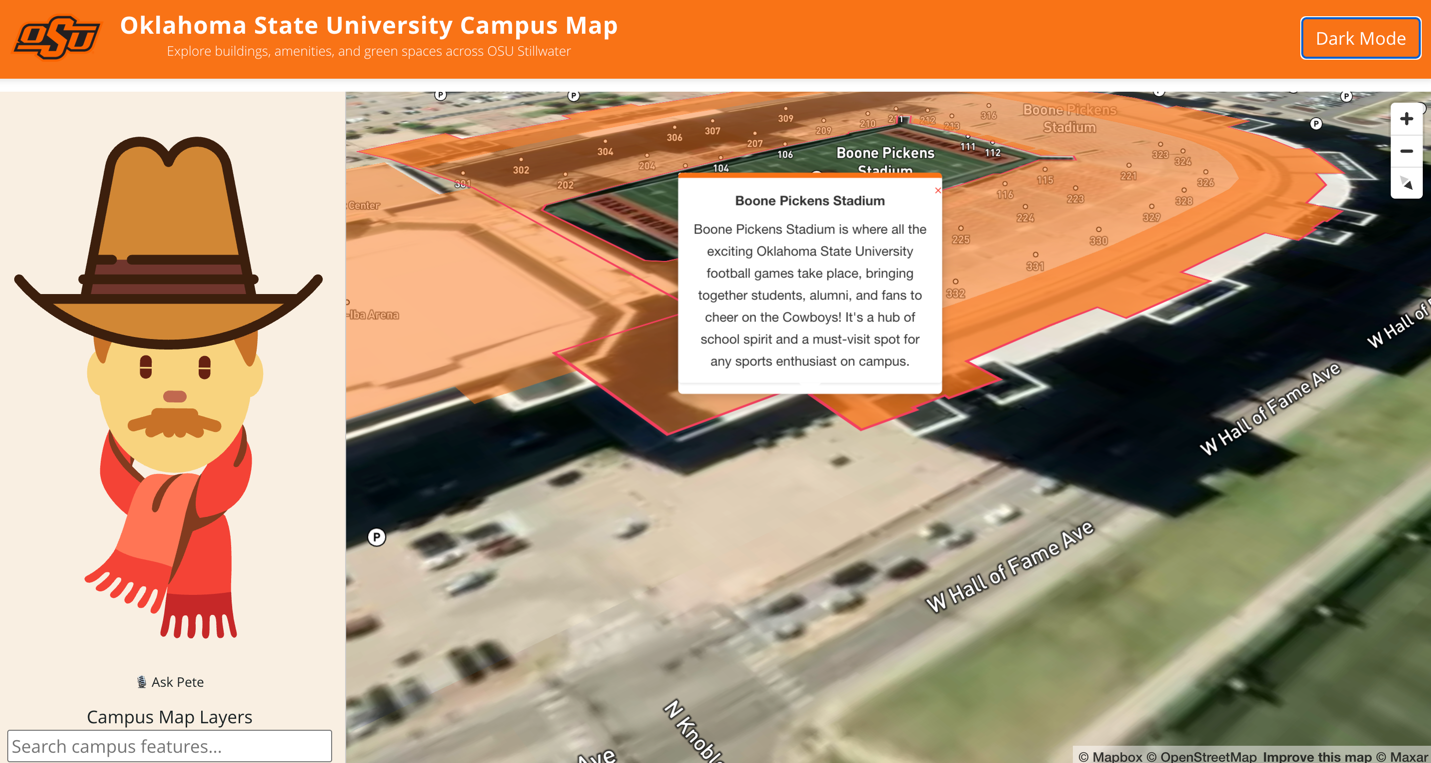 OSU
Oklahoma State University Campus Map
Explore buildings, amenities, and green spaces across OSU Stillwater
Dark Mode
P
P
P
P
309
316
Boone Pickens
Stadium
306
307
209
210
212
213
304
207
111
112
302
204
104
106
Boone Pickens
Stadium
323
324
301
202
221
326
115
116
223
328
Center
224
329
225
330
331
332
-Iba Arena
×
Boone Pickens Stadium
Boone Pickens Stadium is where all the
exciting Oklahoma State University
football games take place, bringing
together students, alumni, and fans to
cheer on the Cowboys! It's a hub of
school spirit and a must-visit spot for
any sports enthusiast on campus.
W Hall of
W Hall of Fame Ave
P
W Hall of Fame Ave
N Knobl
Ave
Ask Pete
Campus Map Layers
Search campus features...
© Mapbox © OpenStreetMap Improve this map © Maxar